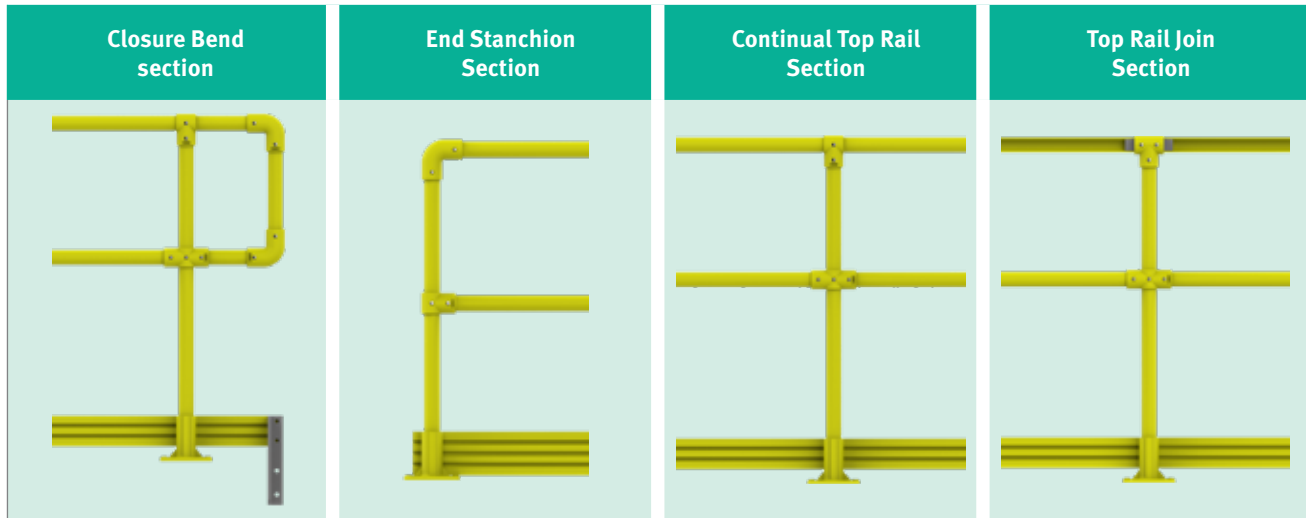 Closure Bend
section
End Stanchion
Section
Continual Top Rail
Section
Top Rail Join
Section